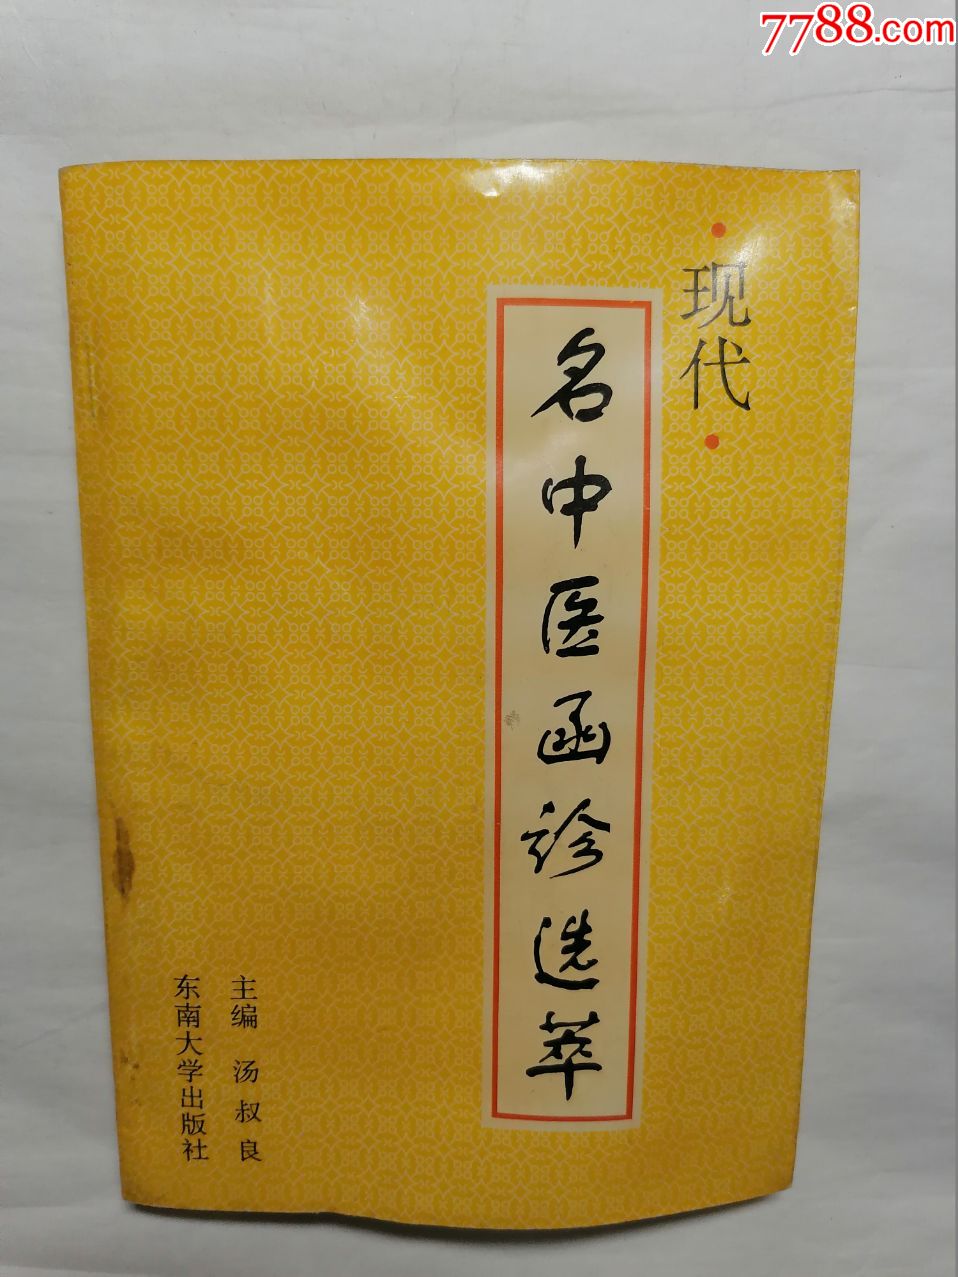 7788.com
·现代·
名中医函诊选萃
主编 汤叔良
东南大学出版社